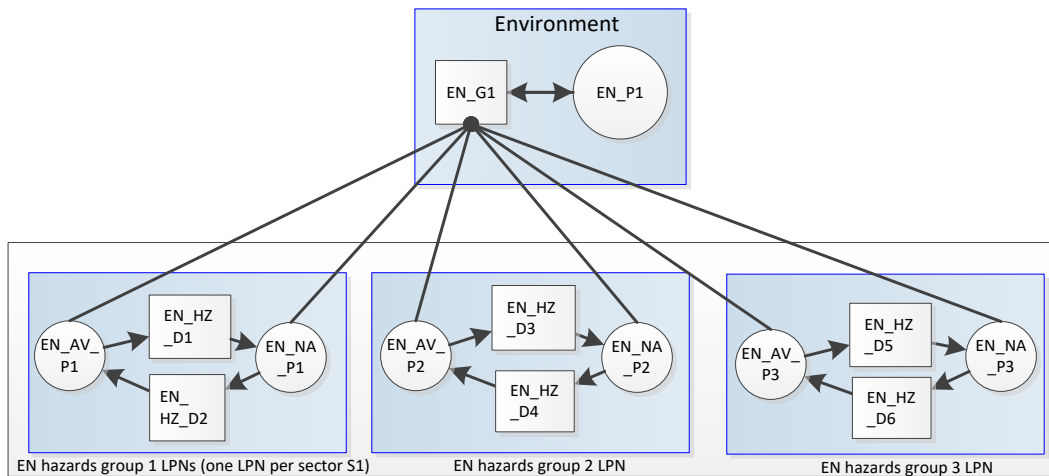 Environment
EN_G1
EN_P1
EN_AV_
P1
EN_HZ
_D1
EN_
HZ_D2
EN_NA
_P1
EN_AV_
P2
EN_HZ
_D3
EN_HZ
_D4
EN_NA
_P2
EN_AV_
P3
EN_HZ
_D5
EN_HZ
_D6
EN_NA
_P3
EN hazards group 1 LPNs (one LPN per sector S1)
EN hazards group 2 LPN
EN hazards group 3 LPN